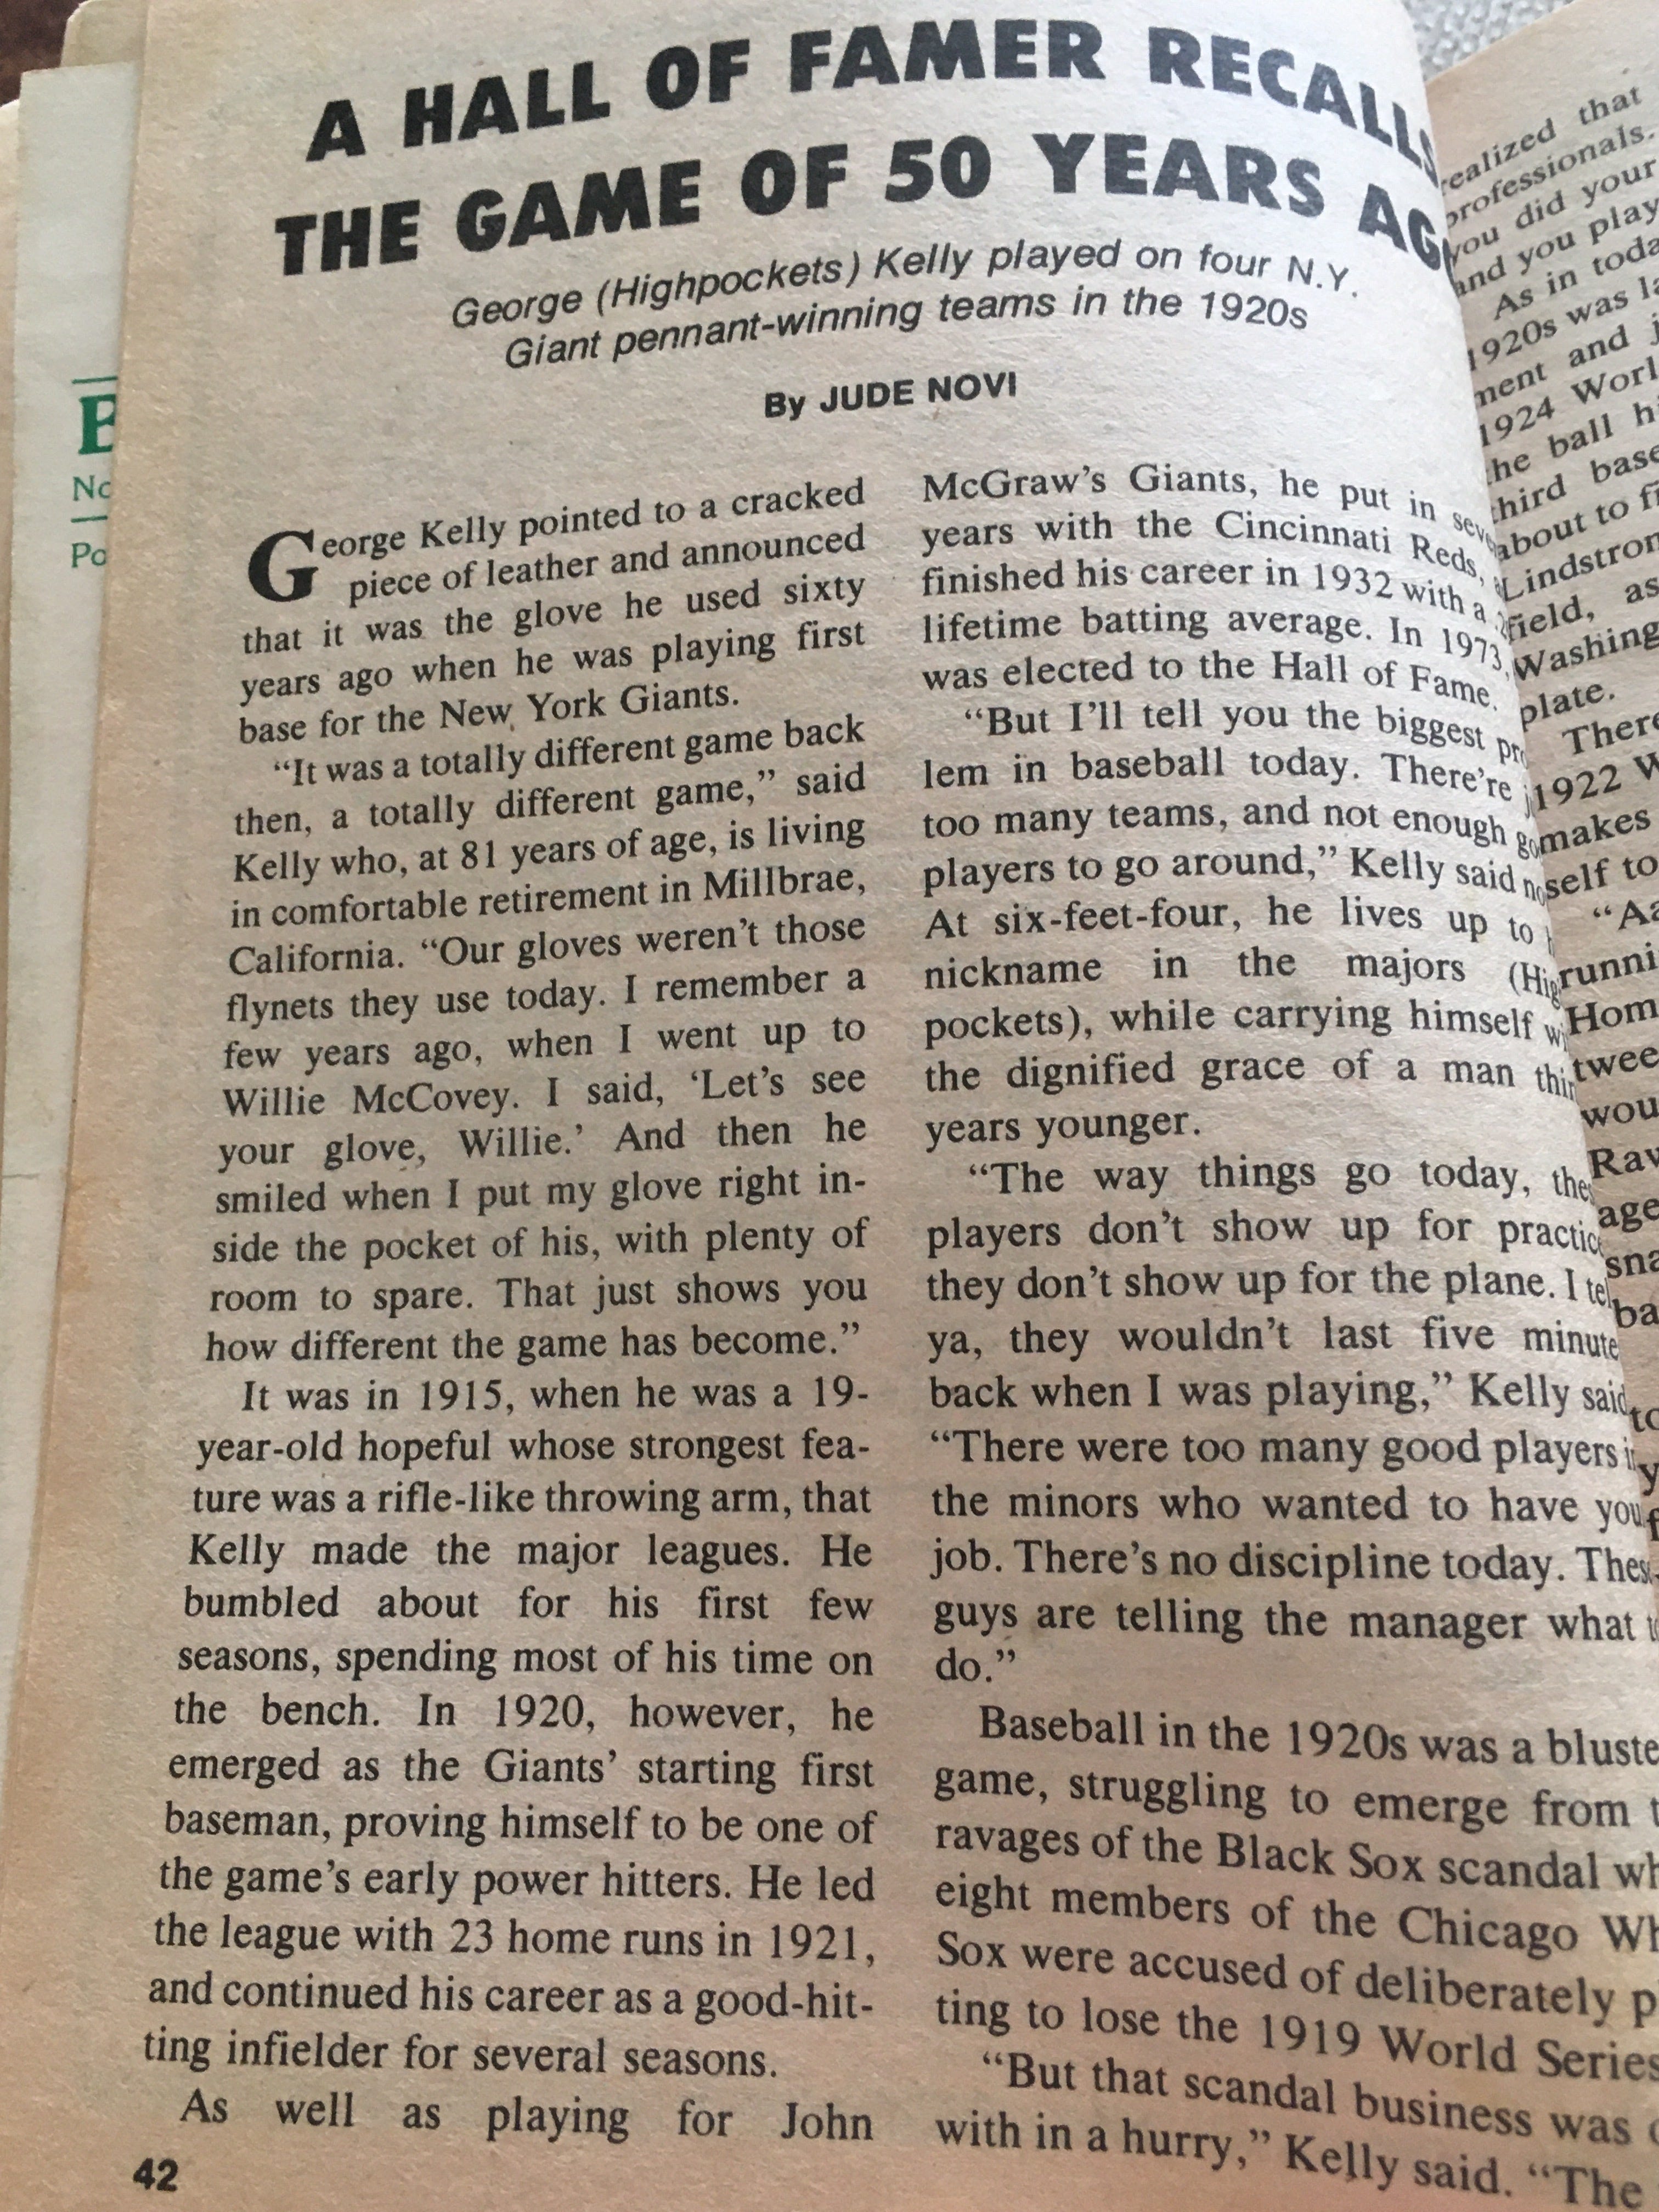 A HALL OF FAMER RECALLS
THE GAME OF 50 YEARS
George (Highpockets) Kelly played on four N.Y.
Giant pennant-winning teams in the 1920s
By JUDE NOVI
George Kelly pointed to a cracked
piece of leather and announced
that it was the glove he used sixty
years ago when he was playing first
base for the New York Giants.
“It was a totally different game back
then, a totally different game,” said
Kelly who, at 81 years of age, is living
in comfortable retirement in Millbrae,
California. “Our gloves weren’t those
flynets they use today. I remember a
few years ago, when I went up to
Willie McCovey. I said, ‘Let’s see
your glove, Willie.’ And then he
smiled when I put my glove right in-
side the pocket of his, with plenty of
room to spare. That just shows you
how different the game has become.”
It was in 1915, when he was a 19-
year-old hopeful whose strongest fea-
ture was a rifle-like throwing arm, that
Kelly made the major leagues. He
bumbled about for his first few
seasons, spending most of his time on
the bench. In 1920, however, he
emerged as the Giants’ starting first
baseman, proving himself to be one of
the game’s early power hitters. He led
the league with 23 home runs in 1921,
and continued his career as a good-hit-
ting infielder for several seasons.
As well as playing for John
42
McGraw’s Giants, he put in
years with the Cincinnati Reds,
finished his career in 1932 with a
lifetime batting average. In 1973,
was elected to the Hall of Fame.
“But I’ll tell you the biggest
lem in baseball today. There’re
too many teams, and not enough
players to go around,” Kelly said
At six-feet-four, he lives up to
nickname in the majors
pockets), while carrying himself
the dignified grace of a man
years younger.
“The way things go today,
players don’t show up for
they don’t show up for the plane. I
ya, they wouldn’t last five
back when I was playing,” Kelly said
“There were too many good players
the minors who wanted to have
job. There’s no discipline today.
guys are telling the manager what
do.”
Baseball in the 1920s was a
game, struggling to emerge from
ravages of the Black Sox scandal
eight members of the Chicago
Sox were accused of deliberately
ting to lose the 1919 World Series
“But that scandal business was
with in a hurry,” Kelly said. “The
that
professionals.
you did your
and you play
As in
1920s was
ment and
1924
the ball
third base
about to
field, as
plate.
1922
makes
self to